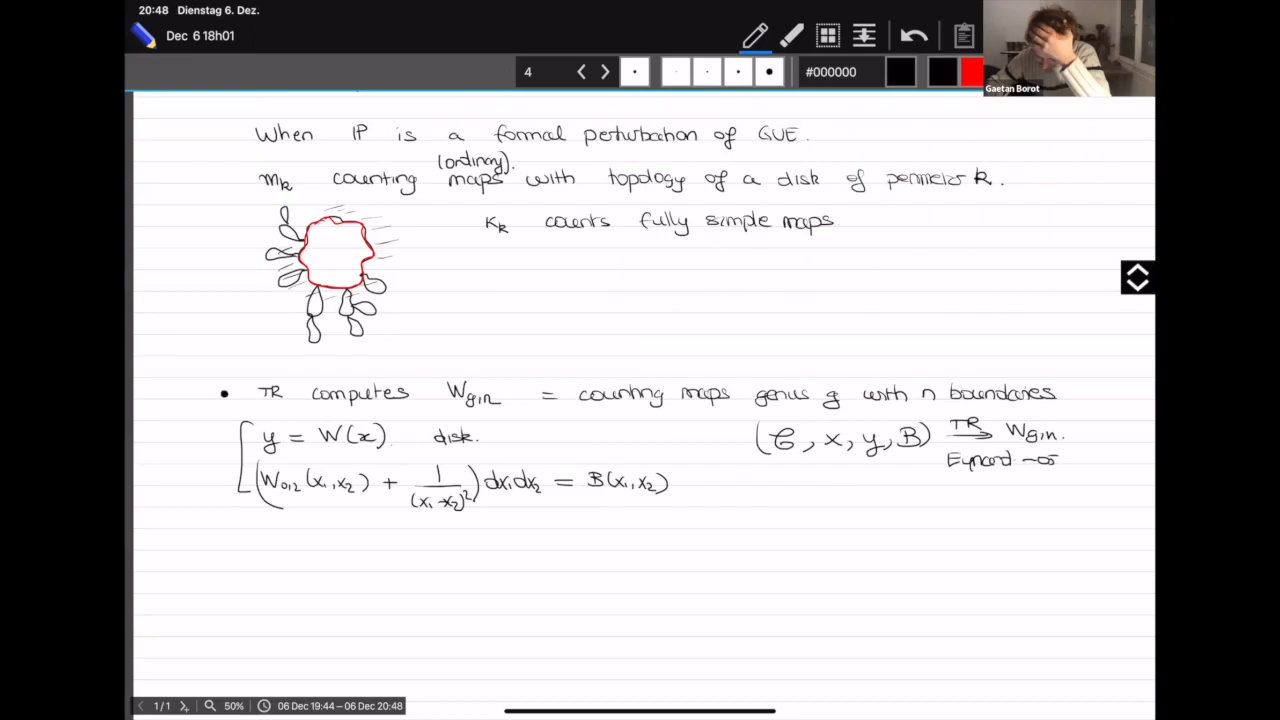 20:48 Dienstag 6. Dez.
Dec 6 18h01
4
#000000
Gaetan Borot
When IP is a formal perturbation of GUE.
(ordinary).
m_k counting maps with topology of a disk of perimeter k.
K_k counts fully simple maps
• TR computes W_{g,n} = counting maps genus g with n boundaries
y = W(x). disk.
(C, x, y, B) TR→ W_{g,n}.
Eynard - O
(W_{0,2}(x_1,x_2) + 1/(x_1-x_2)^2) dx_1dx_2 = B(x_1,x_2)
1/1
50%
06 Dec 19:44 – 06 Dec 20:48